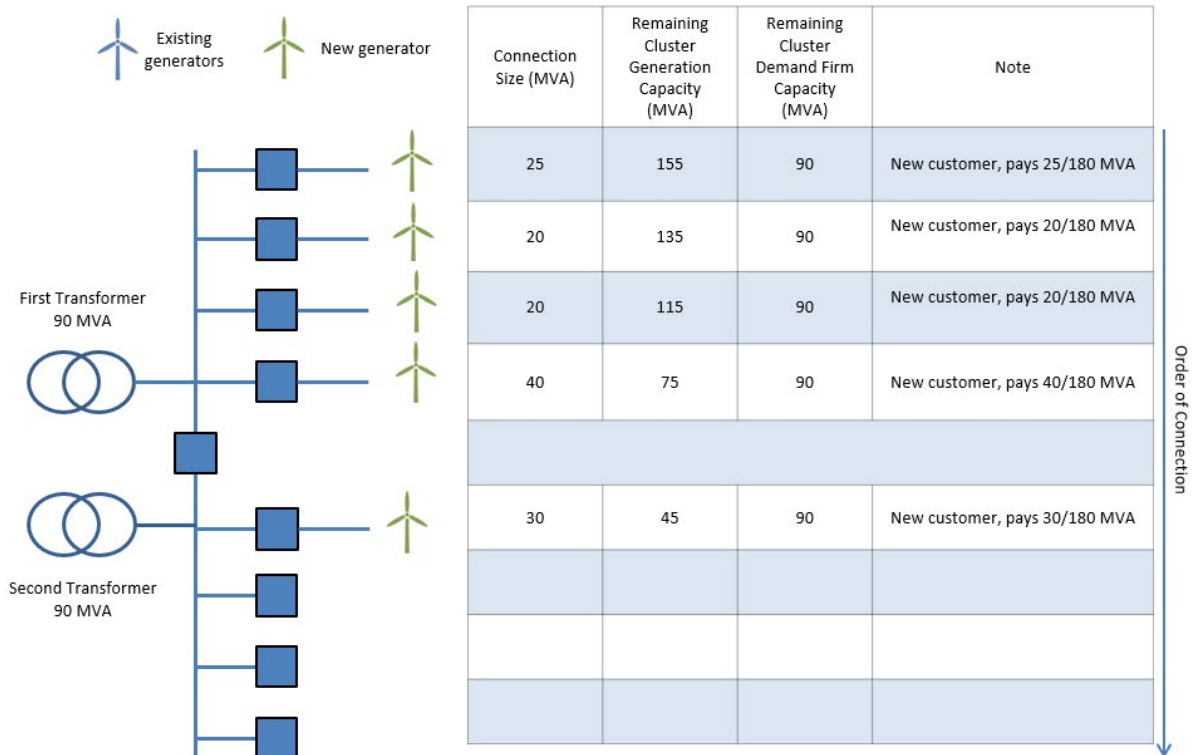 Existing
generators
New generator
First Transformer
90 MVA
Second Transformer
90 MVA
Connection
Size (MVA)
Remaining
Cluster
Generation
Capacity
(MVA)
Remaining
Cluster
Demand Firm
Capacity
(MVA)
Note
25 155 90 New customer, pays 25/180 MVA
20 135 90 New customer, pays 20/180 MVA
20 115 90 New customer, pays 20/180 MVA
40 75 90 New customer, pays 40/180 MVA
30 45 90 New customer, pays 30/180 MVA
Order of Connection